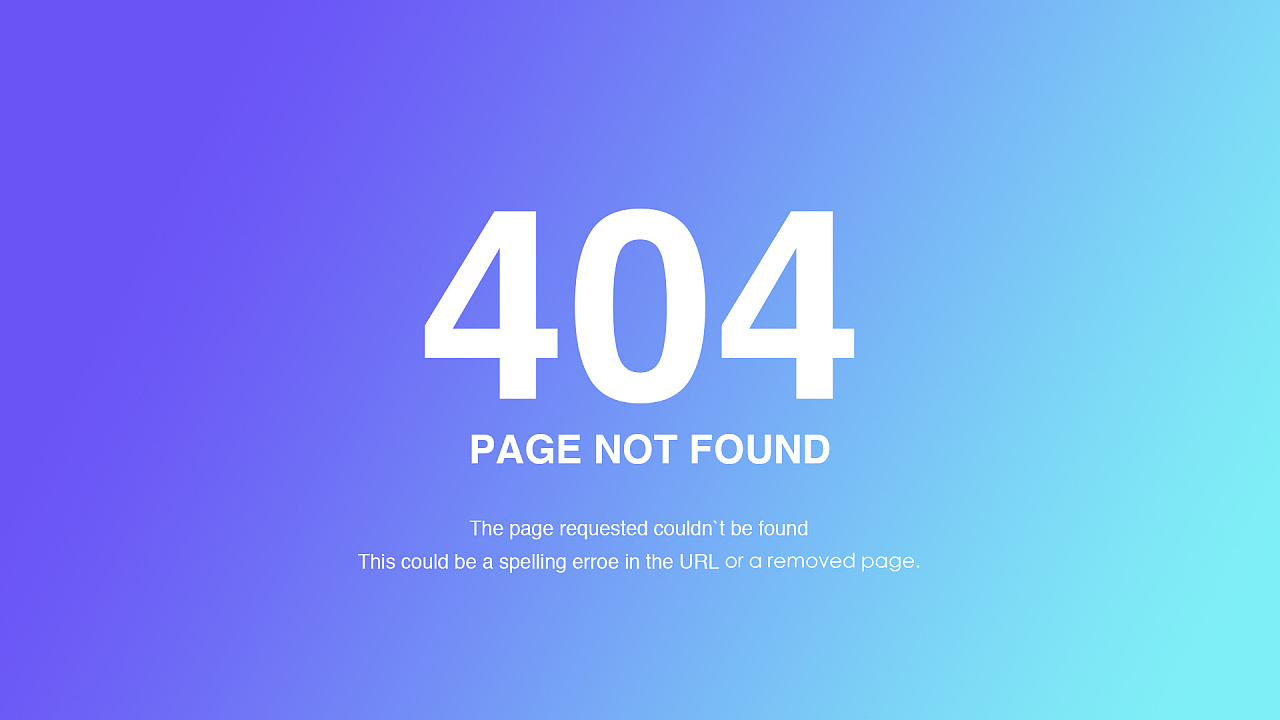 404
PAGE NOT FOUND
The page requested couldn`t be found
This could be a spelling erroe in the URL or a removed page.